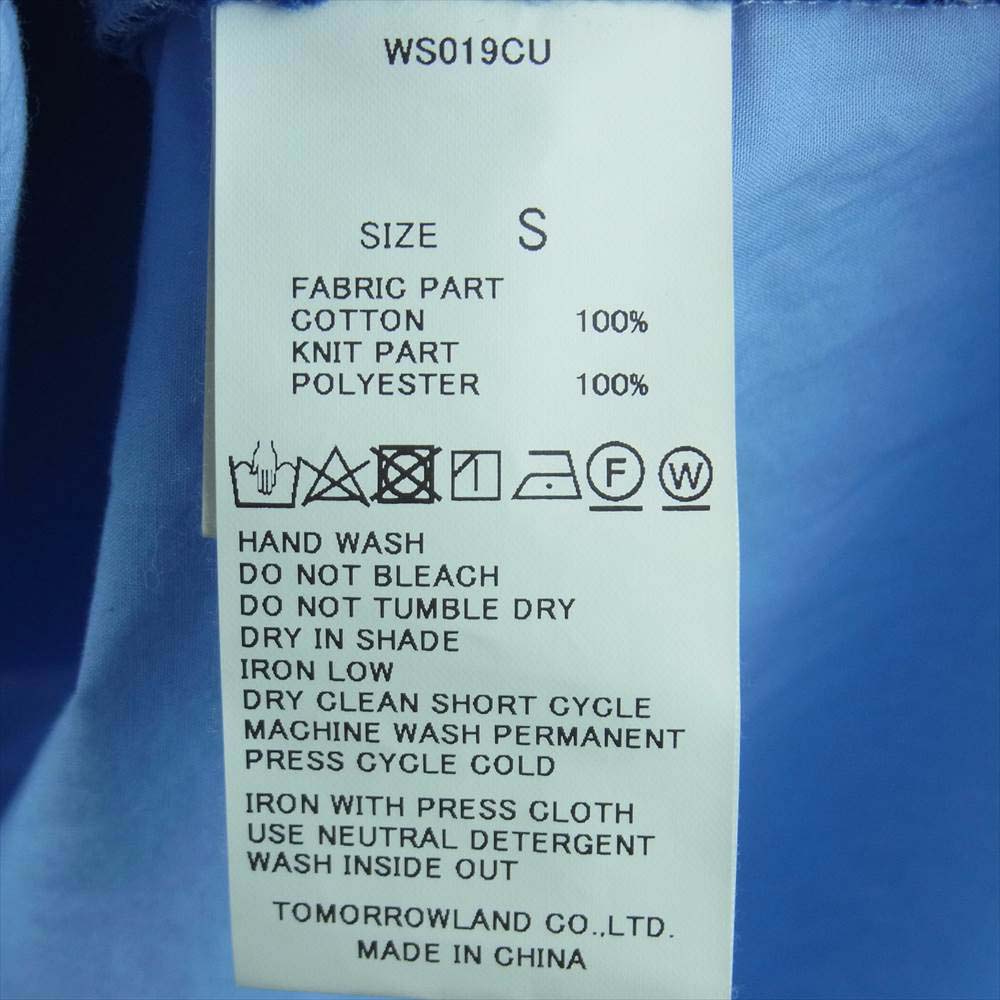 WS019CU
SIZE S
FABRIC PART
COTTON 100%
KNIT PART
POLYESTER 100%
F W
HAND WASH
DO NOT BLEACH
DO NOT TUMBLE DRY
DRY IN SHADE
IRON LOW
DRY CLEAN SHORT CYCLE
MACHINE WASH PERMANENT
PRESS CYCLE COLD
IRON WITH PRESS CLOTH
USE NEUTRAL DETERGENT
WASH INSIDE OUT
TOMORROWLAND CO.,LTD.
MADE IN CHINA